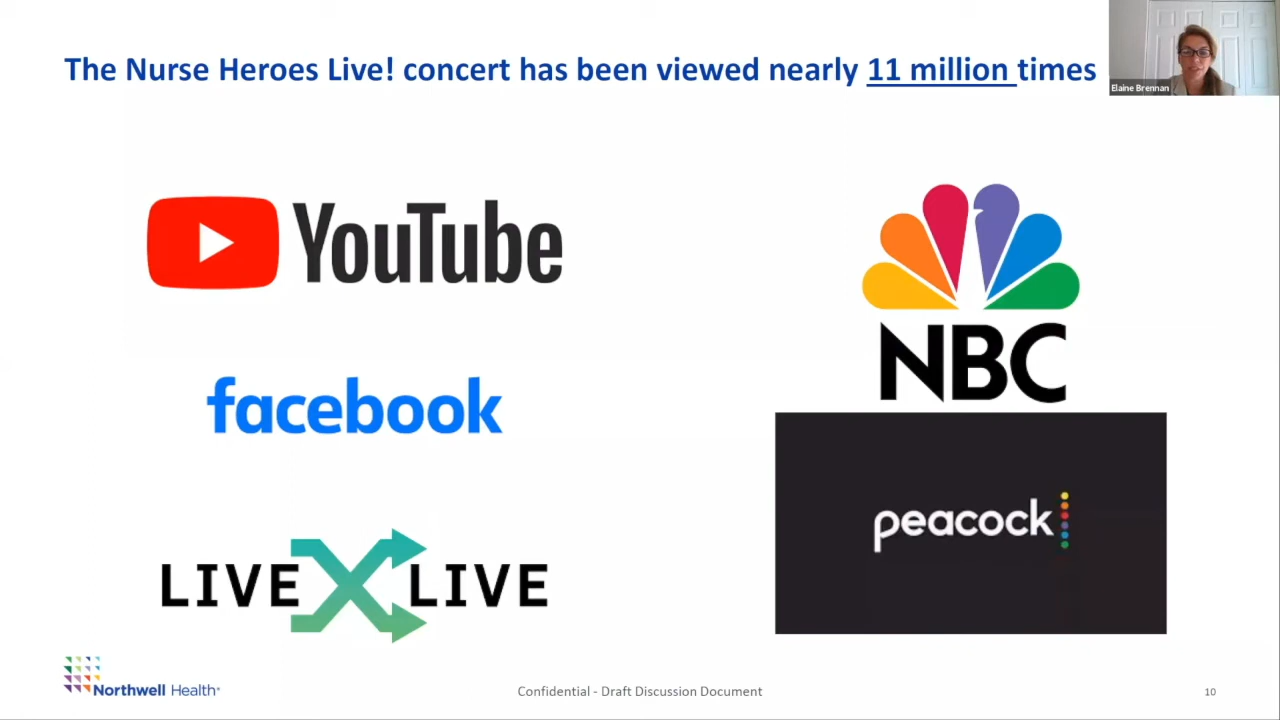 The Nurse Heroes Live! concert has been viewed nearly 11 million times
Elaine Brennan
YouTube
NBC
facebook
peacock
LIVE X LIVE
Northwell Health
Confidential - Draft Discussion Document
10